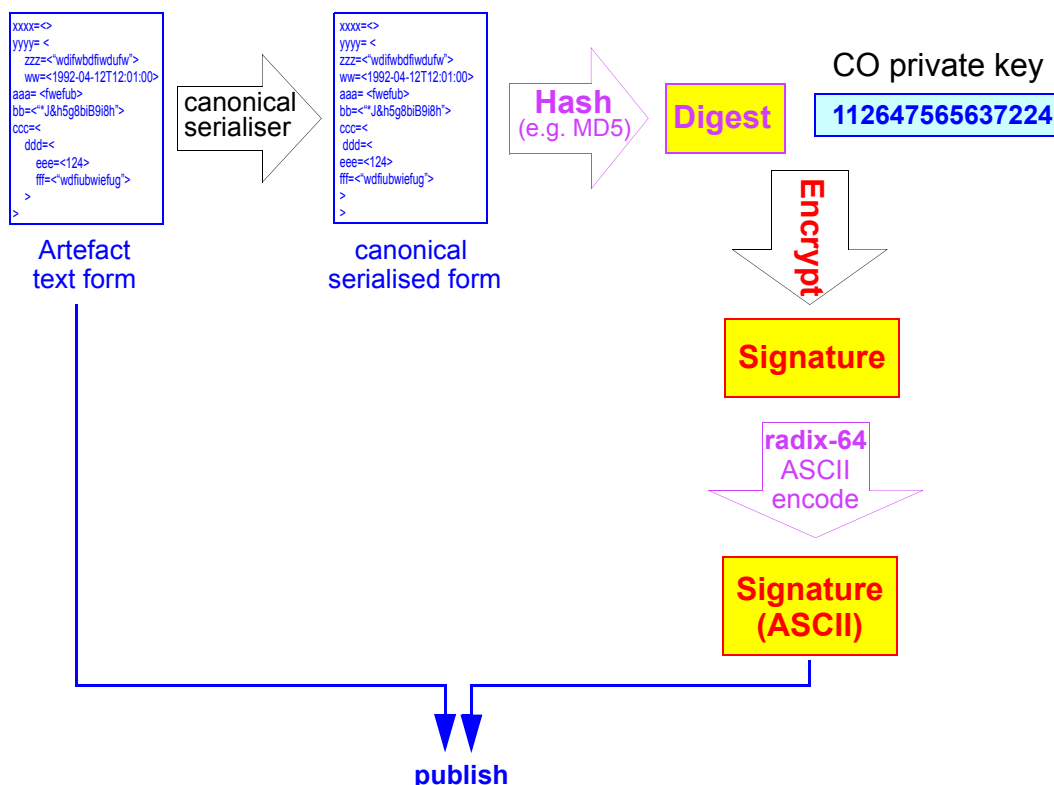 xxxx=<>
yyyy= <
zzz=<“wdifwbdfiwdufw”>
ww=<1992-04-12T12:01:00>
aaa= <fwefub>
bb=<“*J&h5g8biB9i8h”>
ccc=<
ddd=<
eee=<124>
fff=<“wdfiubwiefug”>
>
>
Artefact
text form
canonical
serialiser
xxxx=<>
yyyy= <
zzz=<“wdifwbdfiwdufw”>
ww=<1992-04-12T12:01:00>
aaa= <fwefub>
bb=<“*J&h5g8biB9i8h”>
ccc=<
ddd=<
eee=<124>
fff=<“wdfiubwiefug”>
>
>
canonical
serialised form
Hash
(e.g. MD5)
Digest
CO private key
112647565637224
Encrypt
Signature
radix-64
ASCII
encode
Signature
(ASCII)
publish